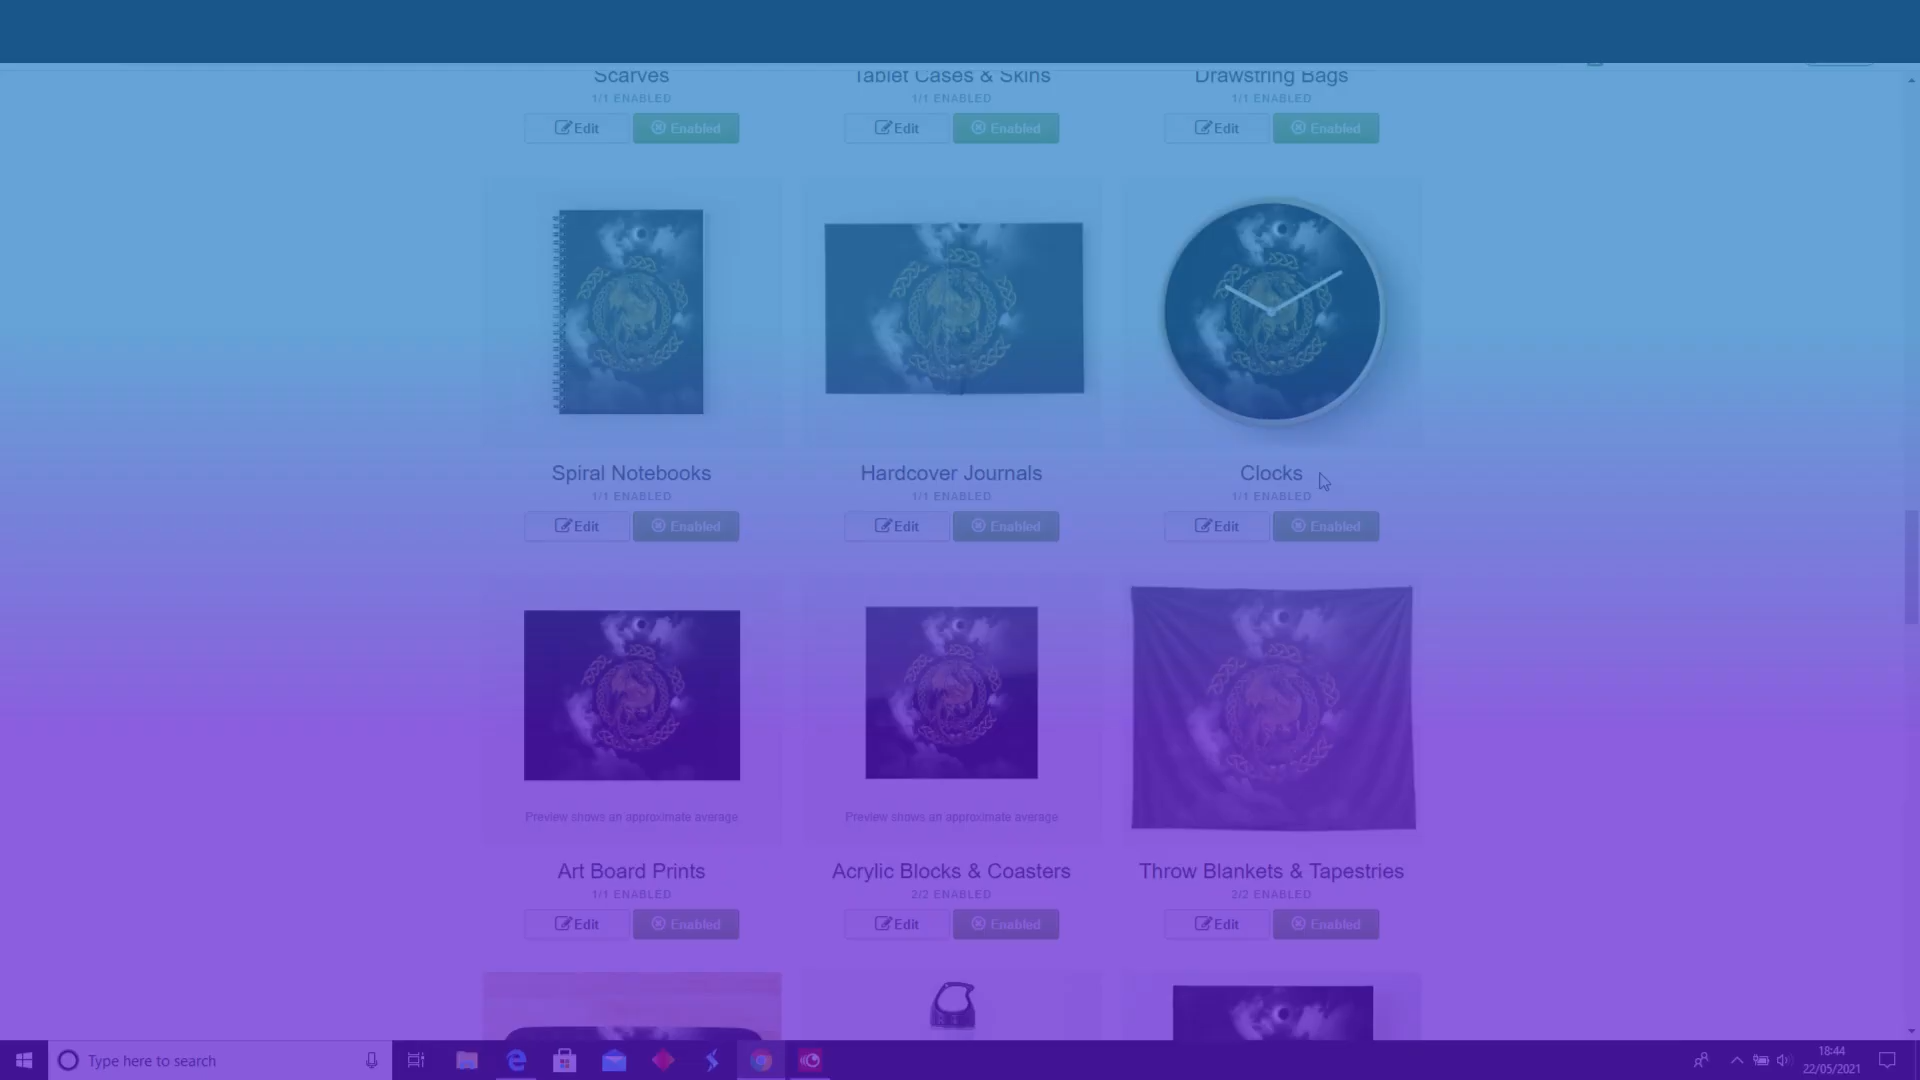 Scarves Tablet Cases & Skins Drawstring Bags
1/1 ENABLED 1/1 ENABLED 1/1 ENABLED
Edit Enabled Edit Enabled Edit Enabled
Spiral Notebooks Hardcover Journals Clocks
1/1 ENABLED 1/1 ENABLED 1/1 ENABLED
Edit Enabled Edit Enabled Edit Enabled
Preview shows an approximate average Preview shows an approximate average
Art Board Prints Acrylic Blocks & Coasters Throw Blankets & Tapestries
1/1 ENABLED 2/2 ENABLED 2/2 ENABLED
Edit Enabled Edit Enabled Edit Enabled
Type here to search
18:44
22/05/2021